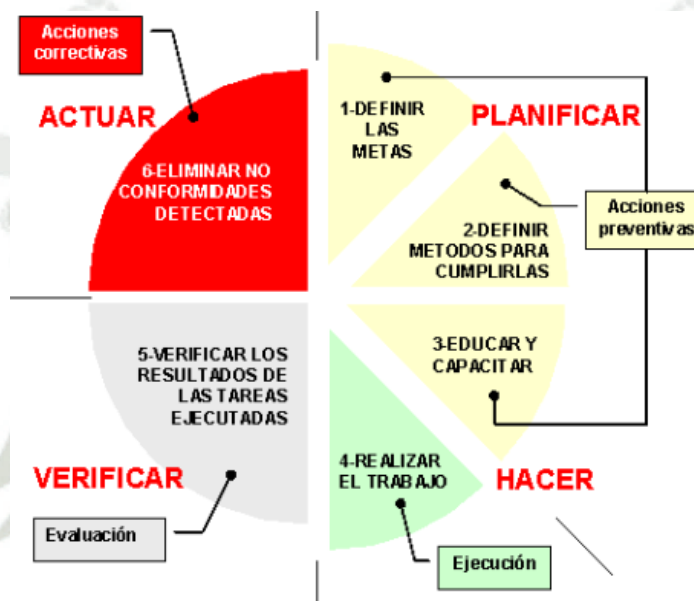 Acciones
correctivas
ACTUAR
PLANIFICAR
1-DEFINIR
LAS
METAS
6-ELIMINAR NO
CONFORMIDADES
DETECTADAS
2-DEFINIR
METODOS PARA
CUMPLIRLAS
Acciones
preventivas
3-EDUCAR Y
CAPACITAR
5-VERIFICAR LOS
RESULTADOS DE
LAS TAREAS
EJECUTADAS
4-REALIZAR
EL TRABAJO
VERIFICAR
HACER
Evaluación
Ejecución